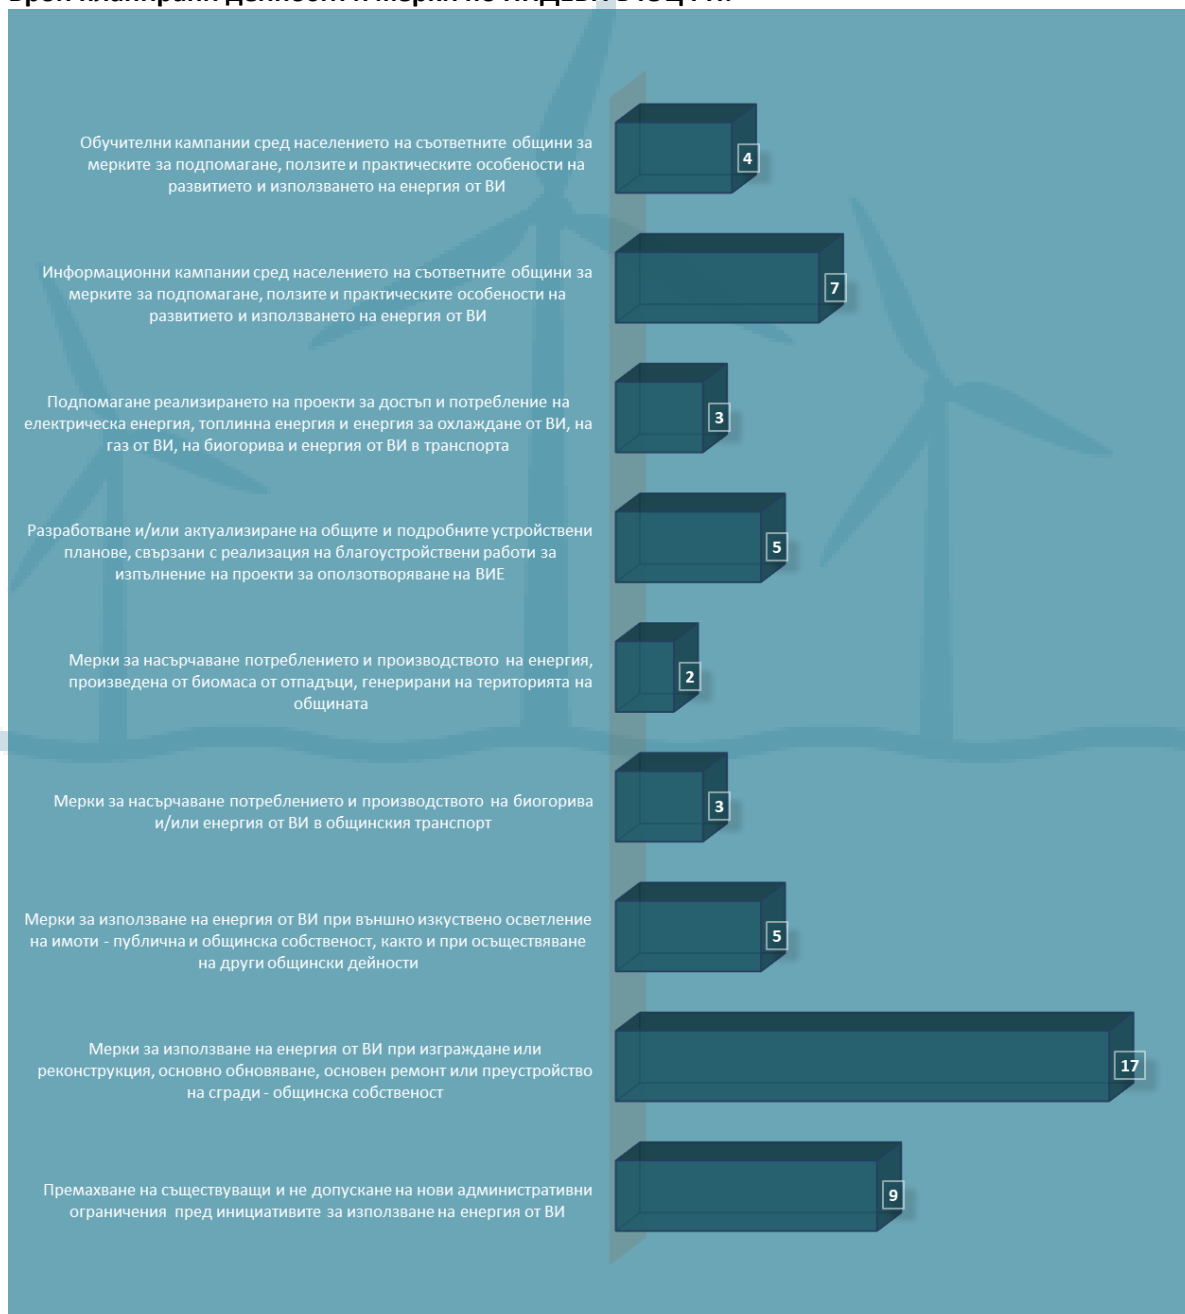 Обучителни кампании сред населението на съответните общини за
мерките за подпомагане, ползите и практическите особености на
развитието и използването на енергия от ВИ
4
Информационни кампании сред населението на съответните общини за
мерките за подпомагане, ползите и практическите особености на
развитието и използването на енергия от ВИ
7
Подпомагане реализирането на проекти за достъп и потребление на
електрическа енергия, топлинна енергия и енергия за охлаждане от ВИ, на
газ от ВИ, на биогорива и енергия от ВИ в транспорта
3
Разработване и/или актуализиране на общите и подробните устройствени
планове, свързани с реализация на благоустройствени работи за
изпълнение на проекти за оползотворяване на ВИЕ
5
Мерки за насърчаване потреблението и производството на енергия,
произведена от биомаса от отпадъци, генерирани на територията на
общината
2
Мерки за насърчаване потреблението и производството на биогорива
и/или енергия от ВИ в общинския транспорт
3
Мерки за използване на енергия от ВИ при външно изкуствено осветление
на имоти - публична и общинска собственост, както и при осъществяване
на други общински дейности
5
Мерки за използване на енергия от ВИ при изграждане или
реконструкция, основно обновяване, основен ремонт или преустройство
на сгради - общинска собственост
17
Премахване на съществуващи и не допускане на нови административни
ограничения пред инициативите за използване на енергия от ВИ
9